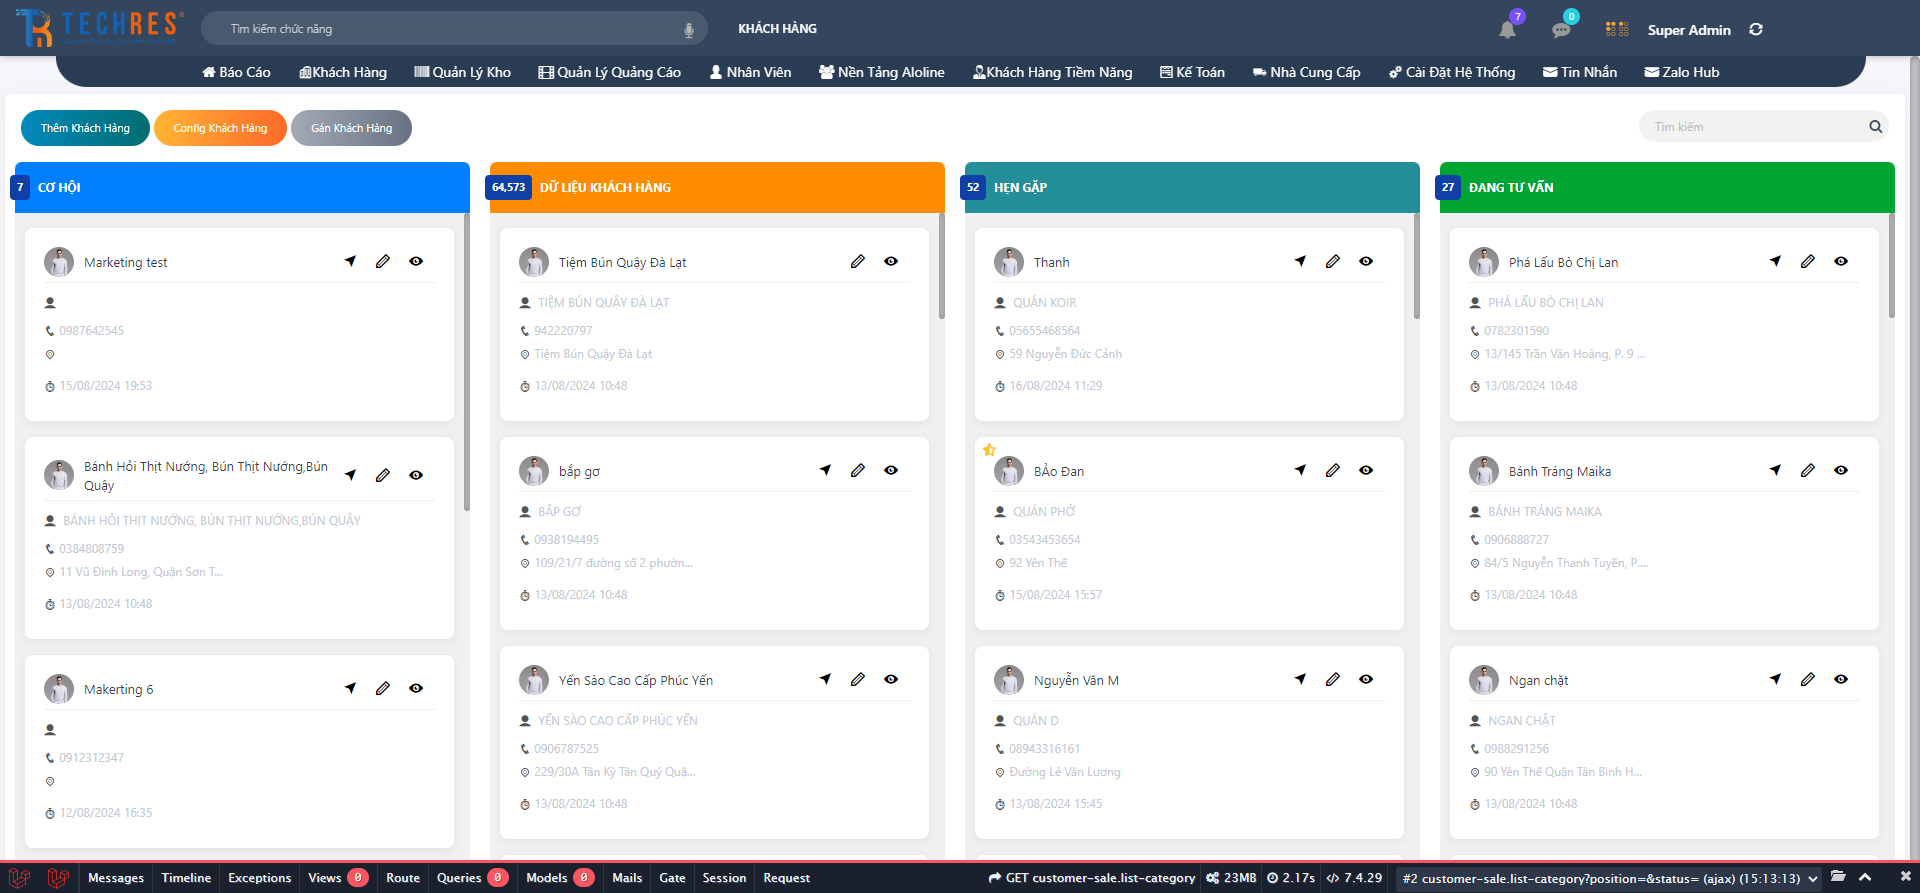 TECHRES
Tìm kiếm chức năng
KHÁCH HÀNG
7
0
Super Admin
Báo Cáo
Khách Hàng
Quản Lý Kho
Quản Lý Quảng Cáo
Nhân Viên
Nền Tảng Aloline
Khách Hàng Tiềm Năng
Kế Toán
Nhà Cung Cấp
Cài Đặt Hệ Thống
Tin Nhắn
Zalo Hub
Thêm Khách Hàng
Config Khách Hàng
Gán Khách Hàng
Tìm kiếm
7 CƠ HỘI
Marketing test
0987642545
15/08/2024 19:53
Bánh Hỏi Thịt Nướng, Bún Thịt Nướng,Bún
Quậy
BÁNH HỎI THỊT NƯỚNG, BÚN THỊT NƯỚNG,BÚN QUẬY
0384808759
11 Vũ Đình Long, Quận Sơn T...
13/08/2024 10:48
Makerting 6
0912312347
12/08/2024 16:35
64,573 DỮ LIỆU KHÁCH HÀNG
Tiệm Bún Quậy Đà Lạt
TIỆM BÚN QUẬY ĐÀ LẠT
942220797
Tiệm Bún Quậy Đà Lạt
13/08/2024 10:48
bắp gơ
BẮP GƠ
0938194495
109/21/7 đường số 2 phườn...
13/08/2024 10:48
Yến Sào Cao Cấp Phúc Yến
YẾN SÀO CAO CẤP PHÚC YẾN
0906787525
229/30A Tân Kỳ Tân Quý Quậ...
13/08/2024 10:48
52 HẸN GẶP
Thanh
QUÁN KOIR
05655468564
59 Nguyễn Đức Cảnh
16/08/2024 11:29
BẢo Đan
QUÁN PHỞ
03543453654
92 Yên Thế
15/08/2024 15:57
Nguyễn Văn M
QUÁN D
08943316161
Đường Lê Văn Lương
13/08/2024 15:45
27 ĐANG TƯ VẤN
Phá Lấu Bò Chị Lan
PHÁ LẤU BÒ CHỊ LAN
0782301590
13/145 Trần Văn Hoàng, P. 9 ...
13/08/2024 10:48
Bánh Tráng Maika
BÁNH TRÁNG MAIKA
0906888727
84/5 Nguyễn Thanh Tuyền, P....
13/08/2024 10:48
Ngan chặt
NGAN CHẶT
0988291256
90 Yên Thế Quận Tân Bình H...
13/08/2024 10:48
Messages
Timeline
Exceptions
Views 0
Route
Queries 0
Models 0
Mails
Gate
Session
Request
GET customer-sale.list-category
23MB
2.17s
7.4.29
#2 customer-sale.list-category?position=&status= (ajax) (15:13:13)